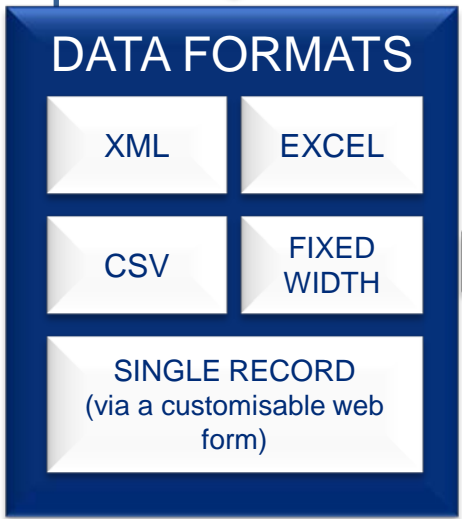 DATA FORMATS
XML
EXCEL
CSV
FIXED
WIDTH
SINGLE RECORD
(via a customisable web
form)